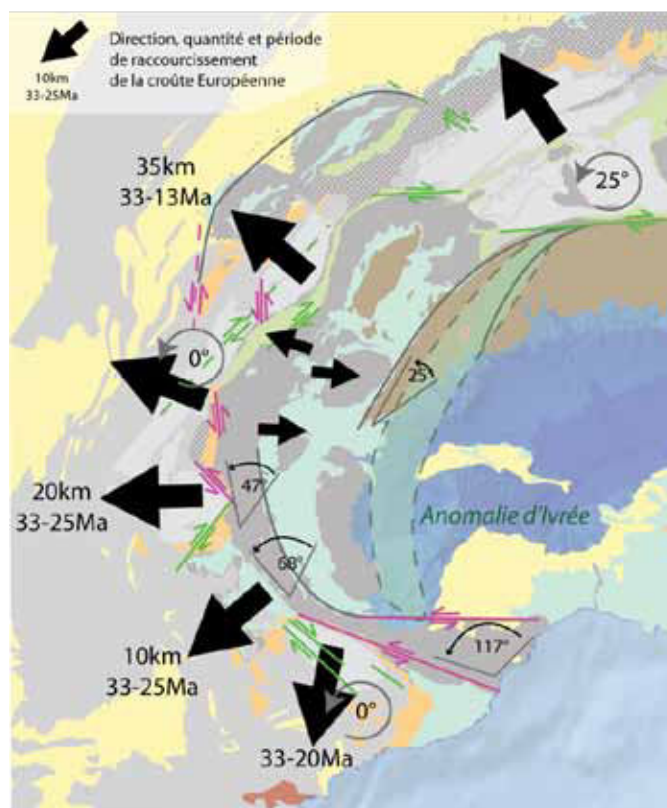 Direction, quantité et période
de raccourcissement
de la croûte Européenne
10km
33-25Ma
35km
33-13Ma
25°
0°
25
47°
20km
33-25Ma
Anomalie d'Ivrée
68°
10km
33-25Ma
117°
0°
33-20Ma